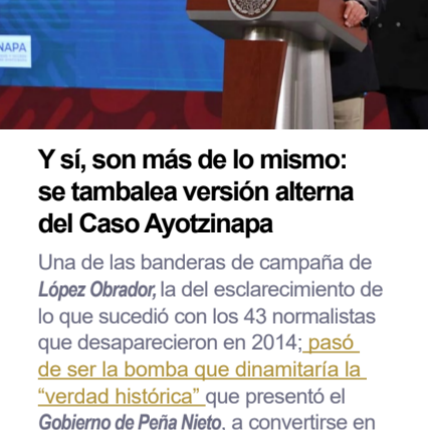 NAPA
Y sí, son más de lo mismo:
se tambalea versión alterna
del Caso Ayotzinapa
Una de las banderas de campaña de
López Obrador, la del esclarecimiento de
lo que sucedió con los 43 normalistas
que desaparecieron en 2014; pasó
de ser la bomba que dinamitaría la
“verdad histórica” que presentó el
Gobierno de Peña Nieto, a convertirse en